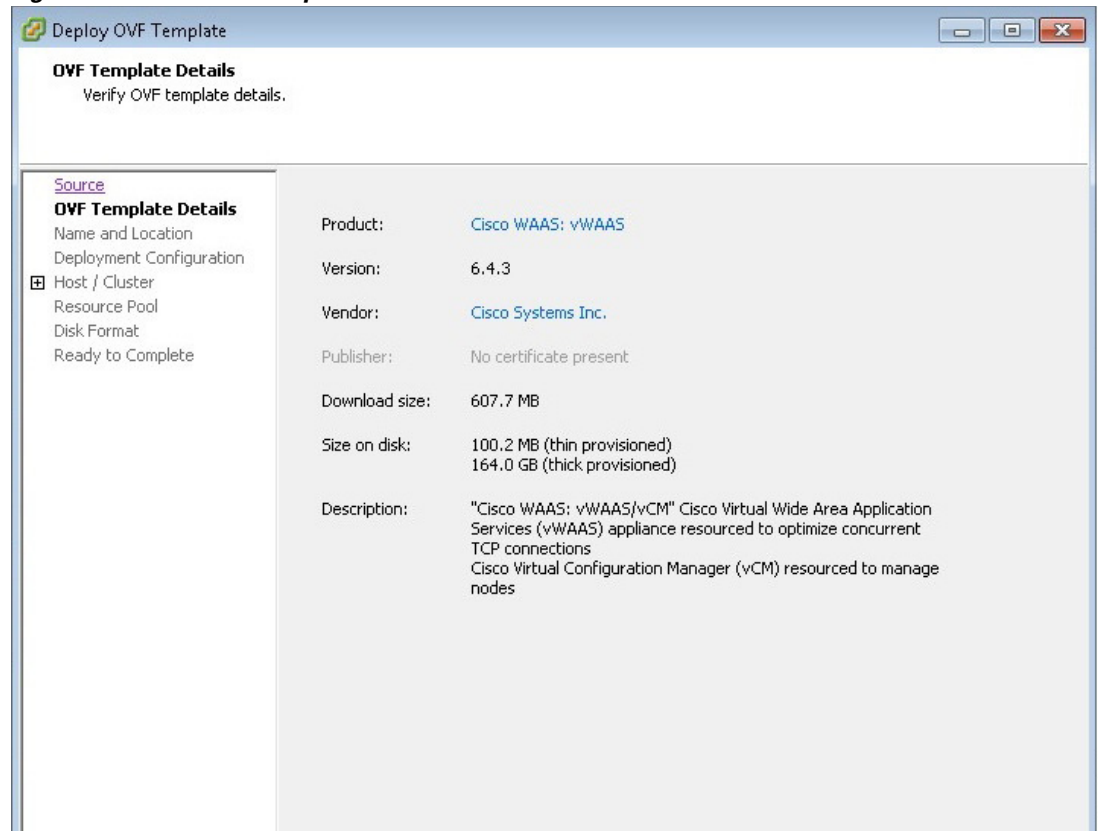 Deploy OVF Template
OVF Template Details
Verify OVF template details.
Source
OVF Template Details
Name and Location
Deployment Configuration
Host / Cluster
Resource Pool
Disk Format
Ready to Complete
Product: Cisco WAAS: vWAAS
Version: 6.4.3
Vendor: Cisco Systems Inc.
Publisher: No certificate present
Download size: 607.7 MB
Size on disk: 100.2 MB (thin provisioned)
164.0 GB (thick provisioned)
Description: "Cisco WAAS: vWAAS/vCM" Cisco Virtual Wide Area Application
Services (vWAAS) appliance resourced to optimize concurrent
TCP connections
Cisco Virtual Configuration Manager (vCM) resourced to manage
nodes